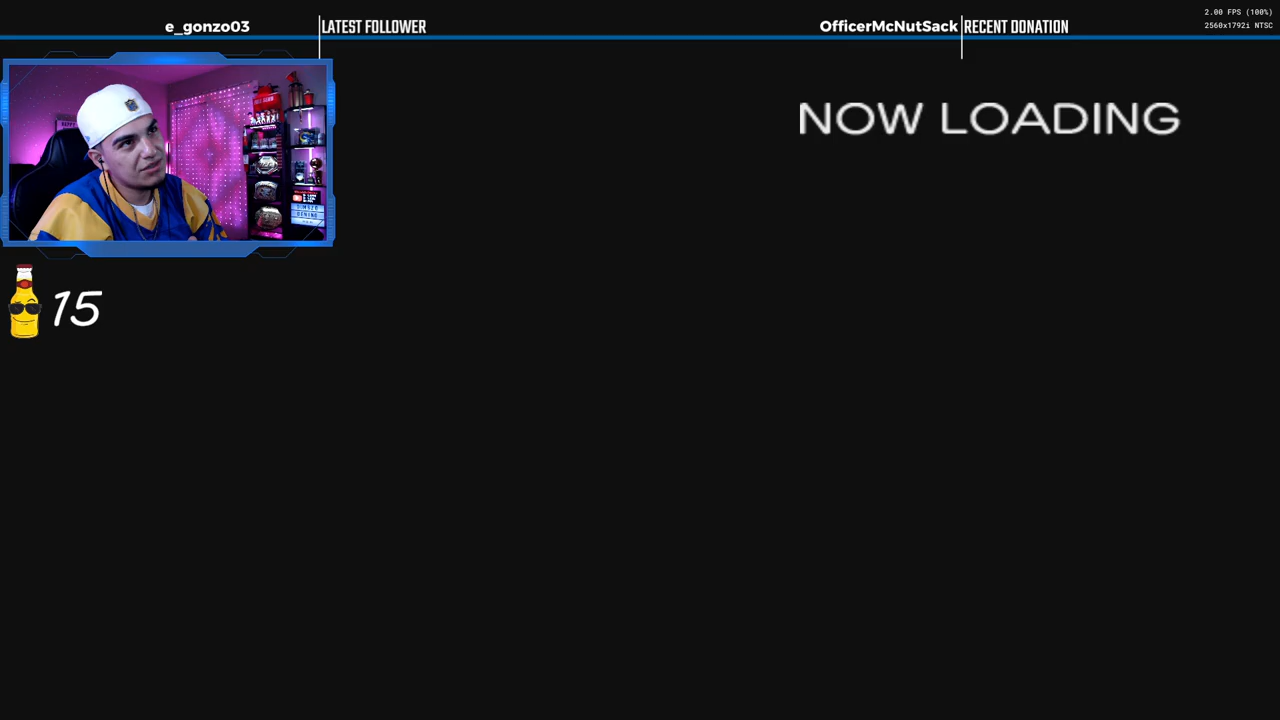 e_gonzo03 LATEST FOLLOWER
OfficerMcNutSack RECENT DONATION
2.00 FPS (100%)
2560x1792i NTSC
NOW LOADING
15